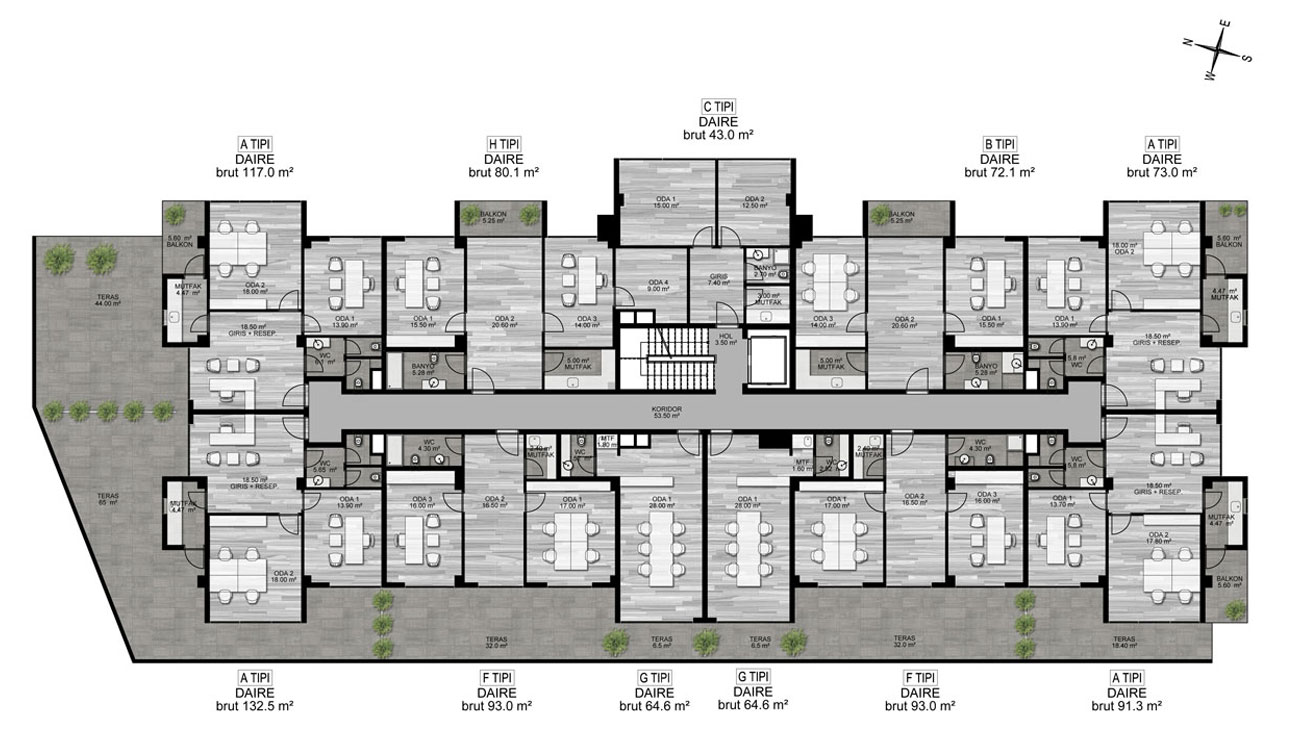 E
N
S
W
C TIPI
DAIRE
brut 43.0 m²
A TIPI
DAIRE
brut 117.0 m²
H TIPI
DAIRE
brut 80.1 m²
B TIPI
DAIRE
brut 72.1 m²
A TIPI
DAIRE
brut 73.0 m²
5.60 m²
BALKON
BALKON
5.25 m²
ODA 1
15.00 m²
ODA 2
12.50 m²
BALKON
5.25 m²
18.00 m²
ODA 2
5.60 m²
BALKON
TERAS
44.00 m²
MUTFAK
4.47 m²
ODA 2
18.00 m²
ODA 4
9.00 m²
GIRIS
7.40 m²
BANYO
2.70 m²
3.00 m²
MUTFAK
4.47 m²
MUTFAK
18.50 m²
GIRIS + RESEP.
ODA 1
13.90 m²
ODA 1
15.50 m²
ODA 2
20.60 m²
ODA 3
14.00 m²
HOL
3.50 m²
ODA 3
14.00 m²
ODA 2
20.60 m²
ODA 1
15.50 m²
ODA 1
13.90 m²
18.50 m²
GIRIS + RESEP.
WC
BANYO
5.28 m²
5.00 m²
MUTFAK
5.00 m²
MUTFAK
BANYO
5.28 m²
5.8 m²
WC
KORIDOR
53.50 m²
WC
5.65 m²
WC
4.30 m²
2.40 m²
MUTFAK
WC
MTF
1.80 m²
MTF
1.60 m²
WC
MUTFAK
WC
4.30 m²
WC
5.8 m²
18.50 m²
GIRIS + RESEP.
18.50 m²
GIRIS + RESEP.
TERAS
65 m²
MUTFAK
4.47 m²
ODA 1
13.90 m²
ODA 3
16.00 m²
ODA 2
16.50 m²
ODA 1
17.00 m²
ODA 1
28.00 m²
ODA 1
28.00 m²
ODA 1
17.00 m²
ODA 2
16.50 m²
ODA 3
16.00 m²
ODA 1
13.70 m²
MUTFAK
4.47 m²
ODA 2
18.00 m²
ODA 2
17.80 m²
BALKON
5.60 m²
TERAS
32.0 m²
TERAS
6.5 m²
TERAS
6.5 m²
TERAS
32.0 m²
TERAS
18.40 m²
A TIPI
DAIRE
brut 132.5 m²
F TIPI
DAIRE
brut 93.0 m²
G TIPI
DAIRE
brut 64.6 m²
G TIPI
DAIRE
brut 64.6 m²
F TIPI
DAIRE
brut 93.0 m²
A TIPI
DAIRE
brut 91.3 m²